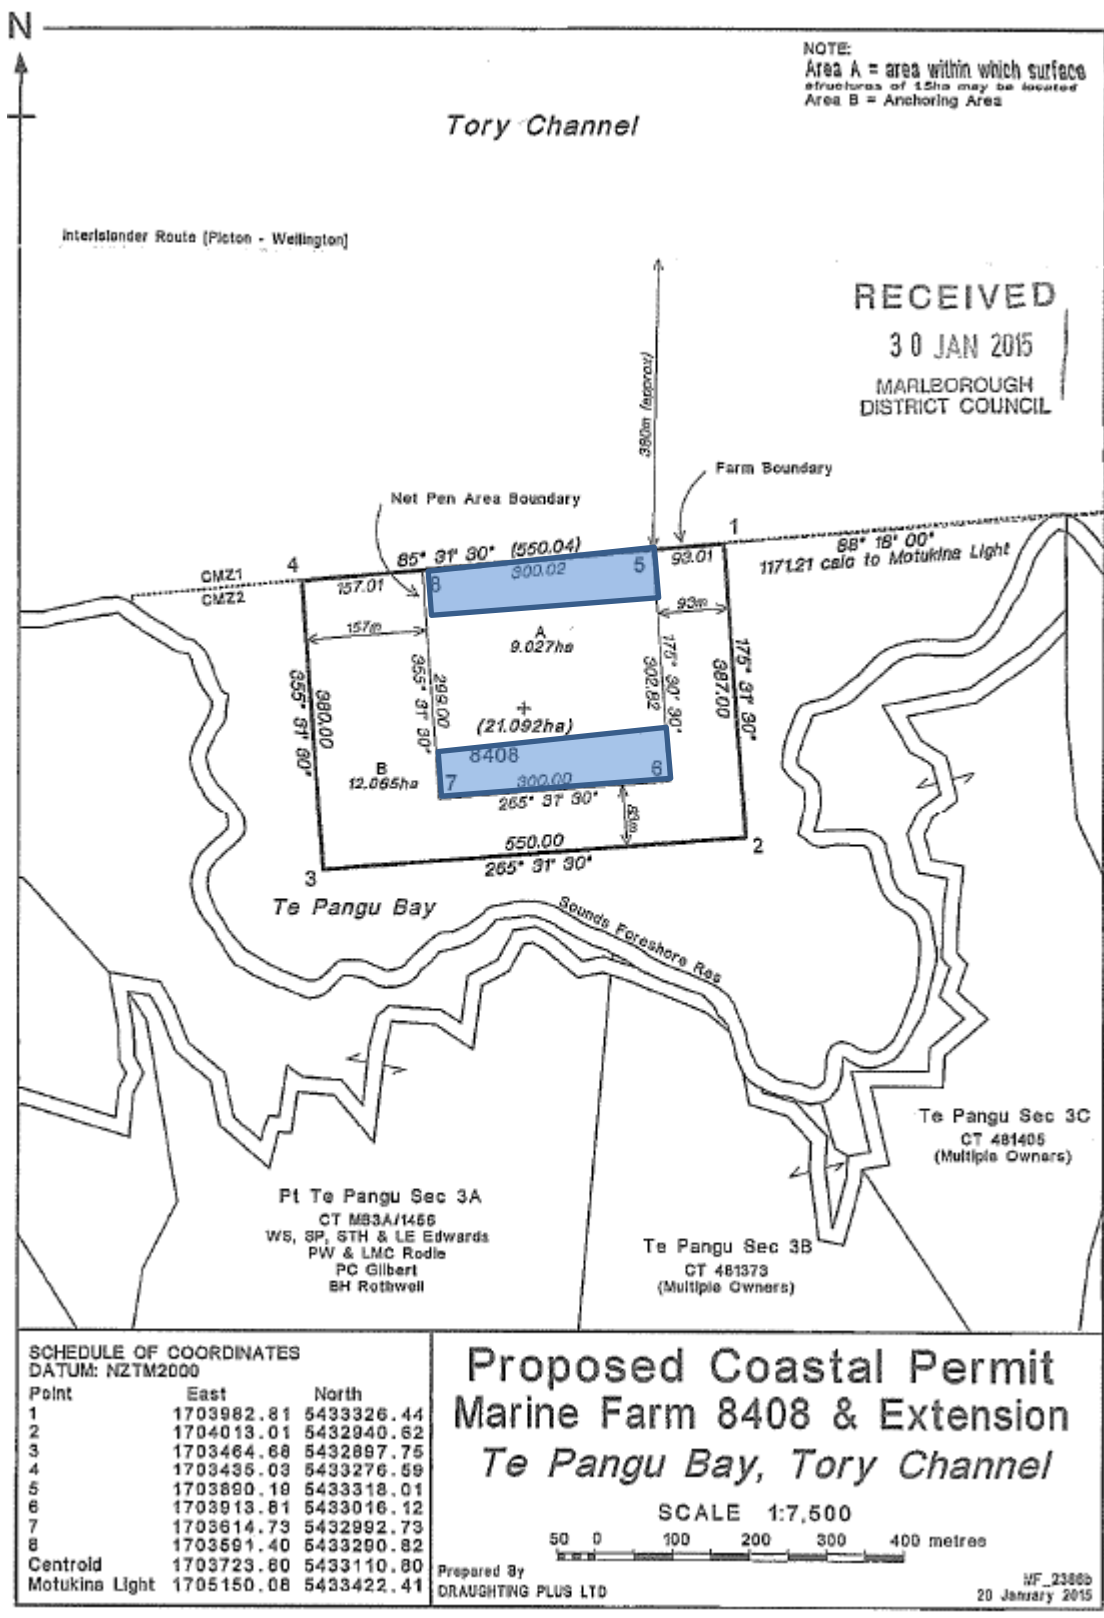 N
NOTE:
Area A = area within which surface
structures of 15ha may be located
Area B = Anchoring Area
Tory Channel
Interislander Route (Picton - Wellington)
RECEIVED
30 JAN 2015
MARLBOROUGH
DISTRICT COUNCIL
380m (approx)
Farm Boundary
Net Pen Area Boundary
1
88° 16' 00"
1171.21 calc to Motukina Light
85° 31' 30" (550.04)
93.01
5
300.02
8
157.01
4
CMZ1
CMZ2
93m
157m
A
9.027ha
355° 31' 30"
380.00
355° 31' 30"
299.00
175° 30' 30"
302.82
175° 31' 30"
387.00
(21.092ha)
8408
B
12.065ha
7
300.00
6
265° 31' 30"
83m
550.00
265° 31' 30"
2
3
Te Pangu Bay
Sounds Foreshore Res
Te Pangu Sec 3C
CT 461405
(Multiple Owners)
Pt Te Pangu Sec 3A
CT MB3A/1456
WS, SP, STH & LE Edwards
PW & LMC Rodie
PC Gilbert
BH Rothwell
Te Pangu Sec 3B
CT 461373
(Multiple Owners)
SCHEDULE OF COORDINATES
DATUM: NZTM2000
Point East North
1 1703982.81 5433326.44
2 1704013.01 5432940.62
3 1703464.68 5432897.75
4 1703435.03 5433276.59
5 1703890.19 5433318.01
6 1703913.81 5433016.12
7 1703614.73 5432992.73
8 1703591.40 5433290.82
Centroid 1703723.80 5433110.80
Motukina Light 1705150.08 5433422.41
Proposed Coastal Permit
Marine Farm 8408 & Extension
Te Pangu Bay, Tory Channel
SCALE 1:7,500
50 0 100 200 300 400 metres
Prepared By
DRAUGHTING PLUS LTD
MF_2386b
20 January 2015